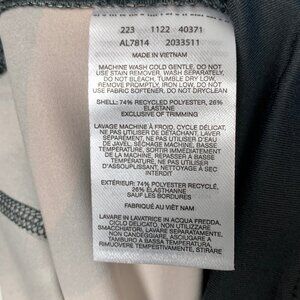 223 1122 40371
AL7814 2033511
MADE IN VIETNAM
MACHINE WASH COLD GENTLE, DO NOT
USE STAIN REMOVER, WASH SEPARATELY,
DO NOT BLEACH, TUMBLE DRY LOW,
REMOVE PROMPTLY, IRON LOW, DO NOT
USE FABRIC SOFTENER, DO NOT DRYCLEAN
SHELL: 74% RECYCLED POLYESTER, 26%
ELASTANE
EXCLUSIVE OF TRIMMING
LAVAGE MACHINE À FROID, CYCLE DÉLICAT,
NE PAS UTILISER DE DÉTACHANT, LAVER
SÉPARÉMENT, NE PAS UTILISER D'EAU
DE JAVEL, SÉCHAGE MACHINE, BASSE
TEMPÉRATURE, SORTIR IMMÉDIATEMENT
DE LA MACHINE, REPASSER À BASSE
TEMPÉRATURE, NE PAS UTILISER
D'ASSOUPLISSANT, NETTOYAGE À SEC
INTERDIT
EXTÉRIEUR: 74% POLYESTER RECYCLÉ,
26% ÉLASTHANNE
SAUF LES BORDURES
FABRIQUÉ AU VIÊT NAM
LAVARE IN LAVATRICE IN ACQUA FREDDA,
CICLO DELICATO, NON UTILIZZARE
SMACCHIATORI, LAVARE SEPARATAMENTE,
NON CANDEGGIARE, ASCIUGARE A
TAMBURO A BASSA TEMPERATURA,
RIMUOVERE TEMPESTIVAMENTE, STIRARE